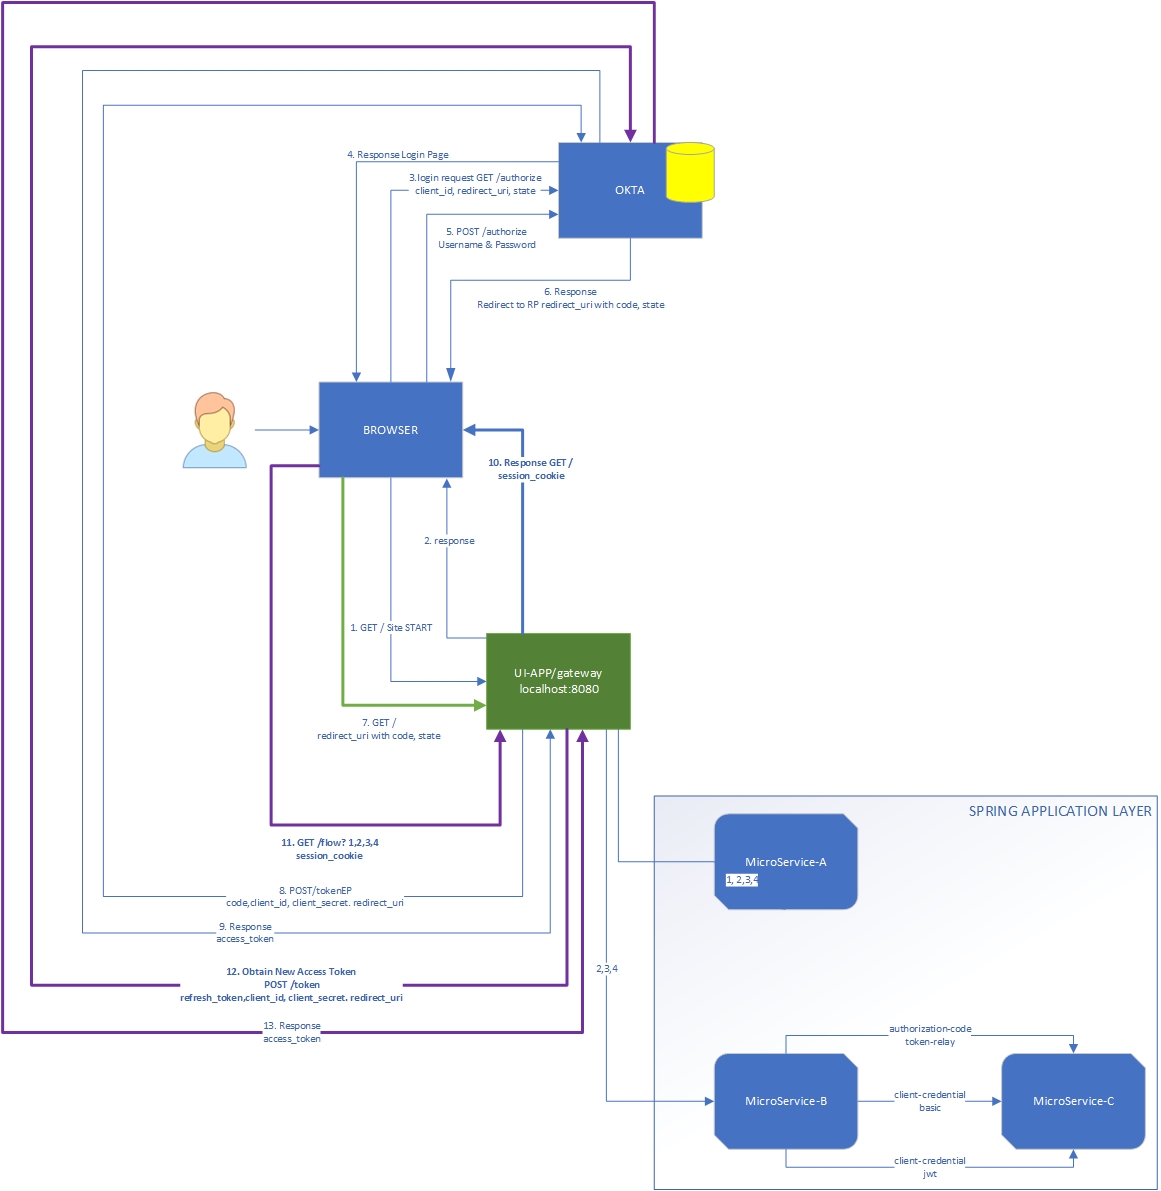 4. Response Login Page
3.login request GET /authorize
client_id, redirect_uri, state
OKTA
5. POST /authorize
Username & Password
6. Response
Redirect to RP redirect_uri with code, state
BROWSER
10. Response GET /
session_cookie
2. response
1. GET / Site START
UI-APP/gateway
localhost:8080
7. GET /
redirect_uri with code, state
SPRING APPLICATION LAYER
11. GET /flow? 1,2,3,4
session_cookie
MicroService-A
1, 2,3,4
8. POST/tokenEP
code,client_id, client_secret. redirect_uri
9. Response
access_token
12. Obtain New Access Token
POST /token
refresh_token,client_id, client_secret. redirect_uri
2,3,4
13. Response
access_token
authorization-code
token-relay
MicroService-B
client-credential
basic
MicroService-C
client-credential
jwt